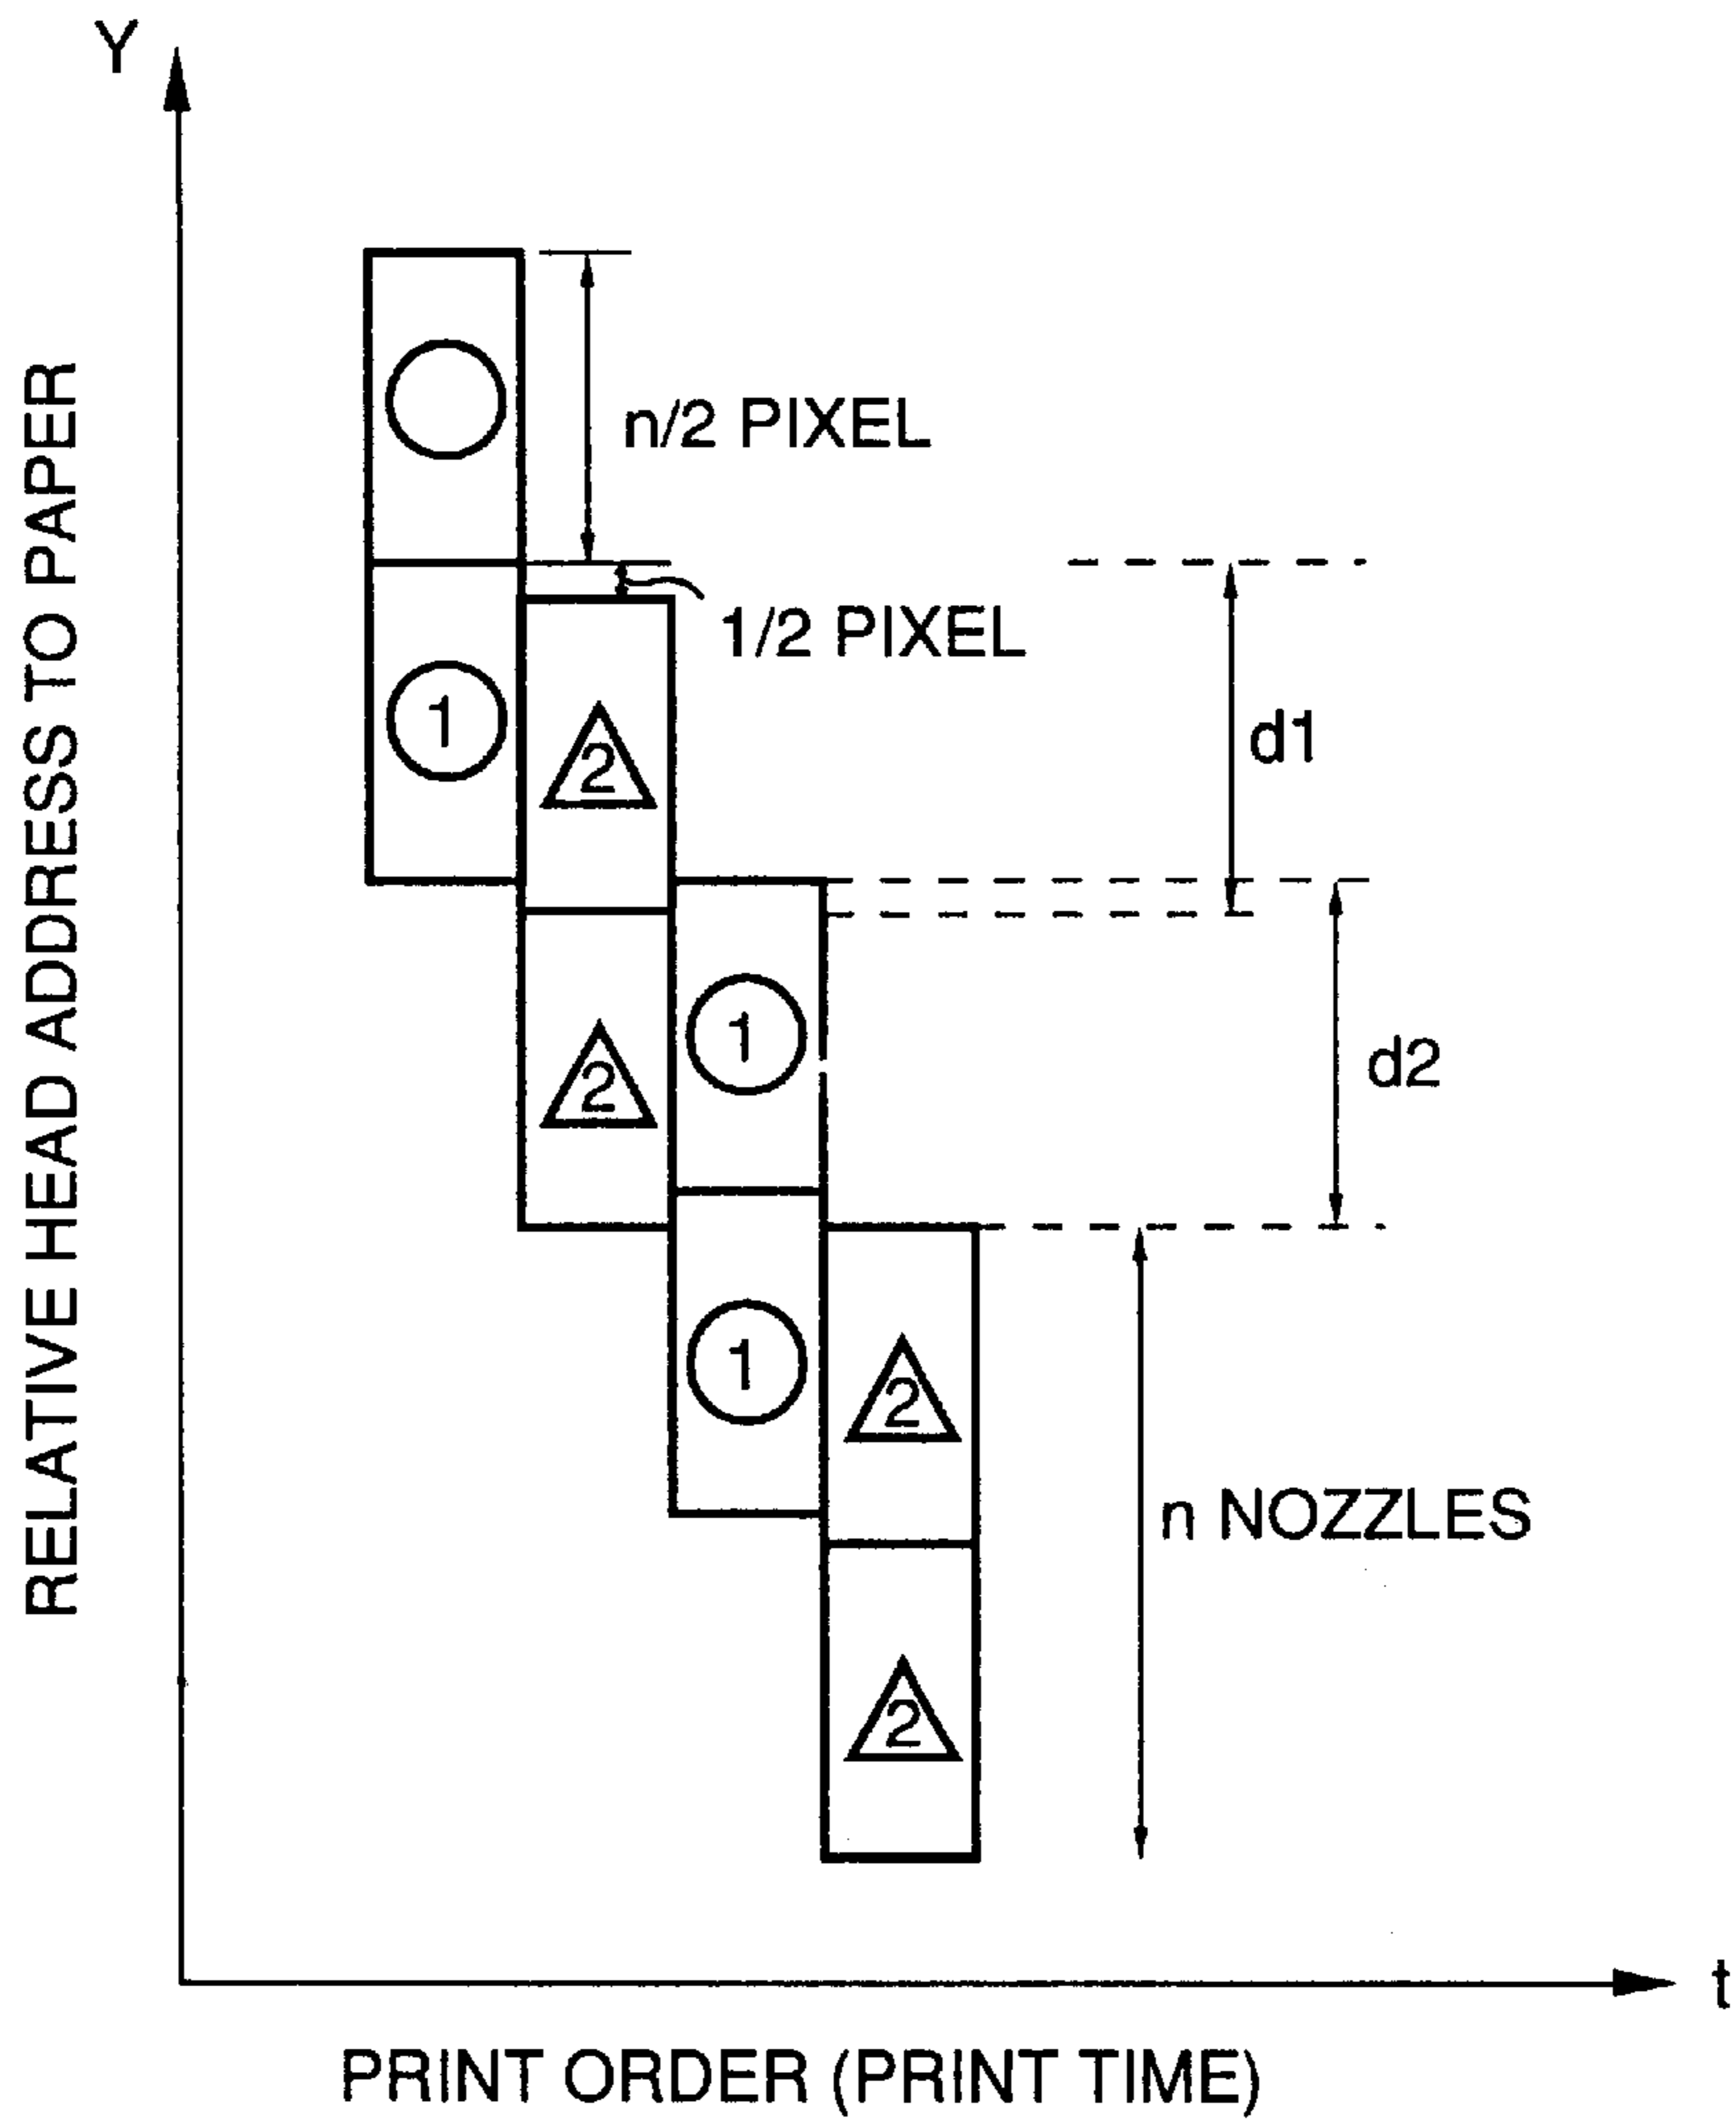 Y
RELATIVE HEAD ADDRESS TO PAPER
n/2 PIXEL
1/2 PIXEL
1
2
d1
2
1
d2
1
2
n NOZZLES
2
t
PRINT ORDER (PRINT TIME)